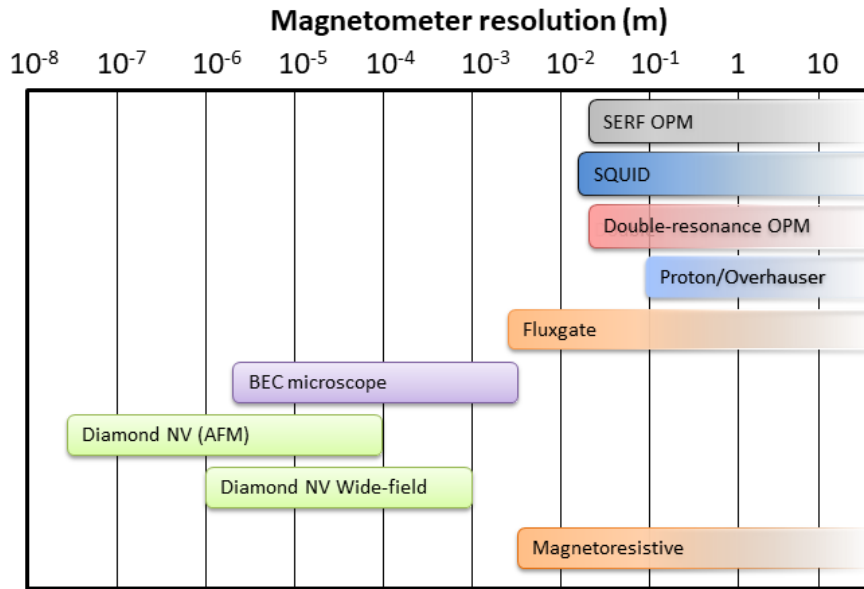 Magnetometer resolution (m)
10⁻⁸ 10⁻⁷ 10⁻⁶ 10⁻⁵ 10⁻⁴ 10⁻³ 10⁻² 10⁻¹ 1 10
SERF OPM
SQUID
Double-resonance OPM
Proton/Overhauser
Fluxgate
BEC microscope
Diamond NV (AFM)
Diamond NV Wide-field
Magnetoresistive